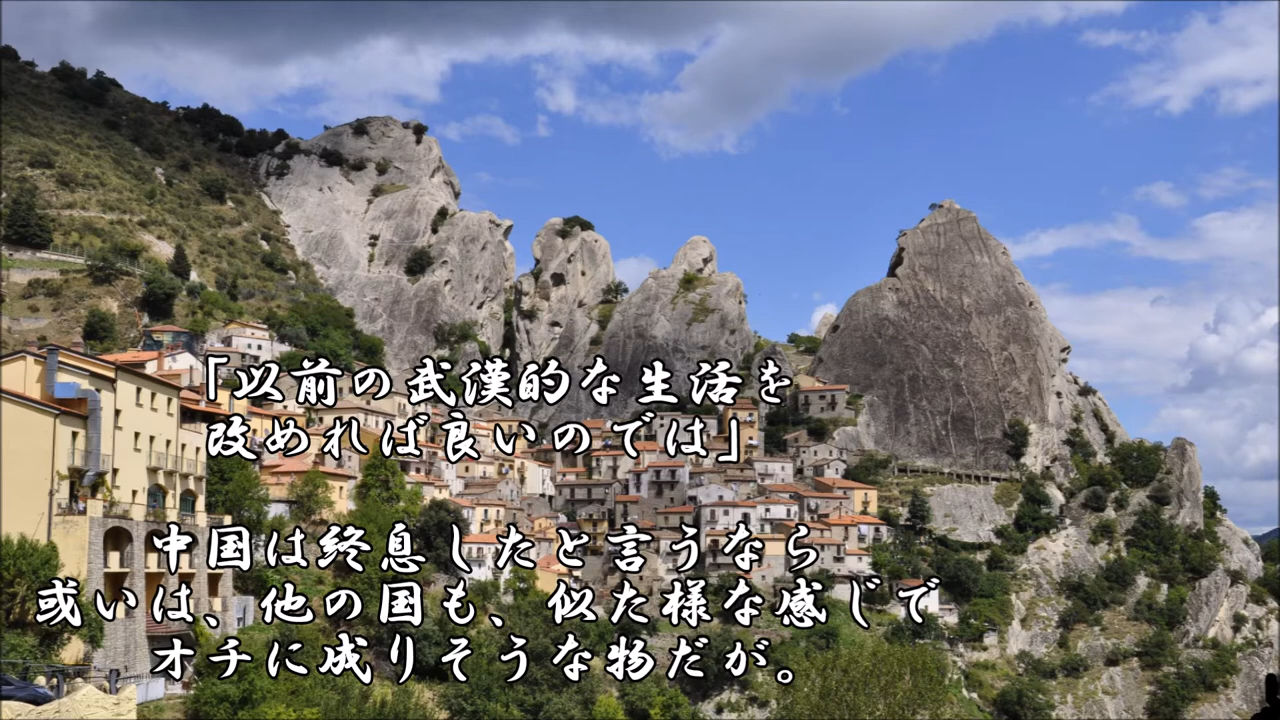 「以前の武漢的な生活を
改めれば良いのでは」
中国は終息したと言うなら
或いは、他の国も、似た様な感じで
オチに成りそうな物だが。